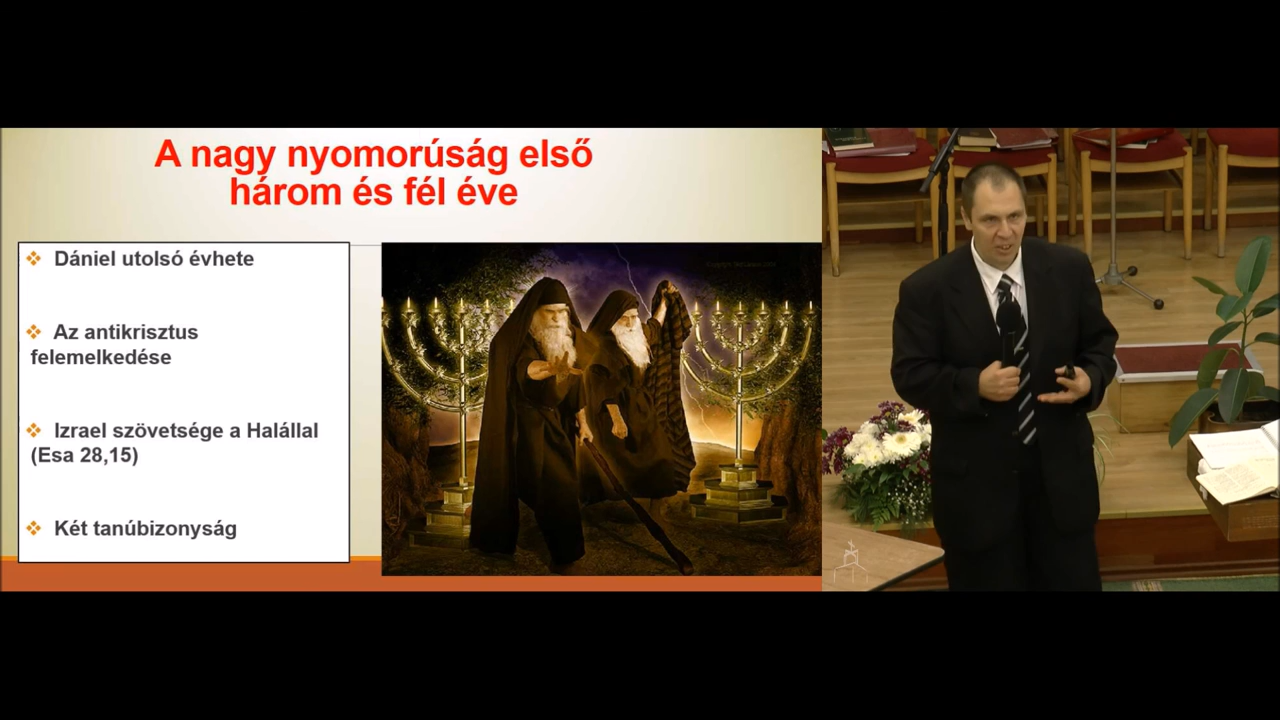 A nagy nyomorúság első
három és fél éve
Dániel utolsó évhete
Az antikrisztus
felemelkedése
Izrael szövetsége a Halállal
(Esa 28,15)
Két tanúbizonyság